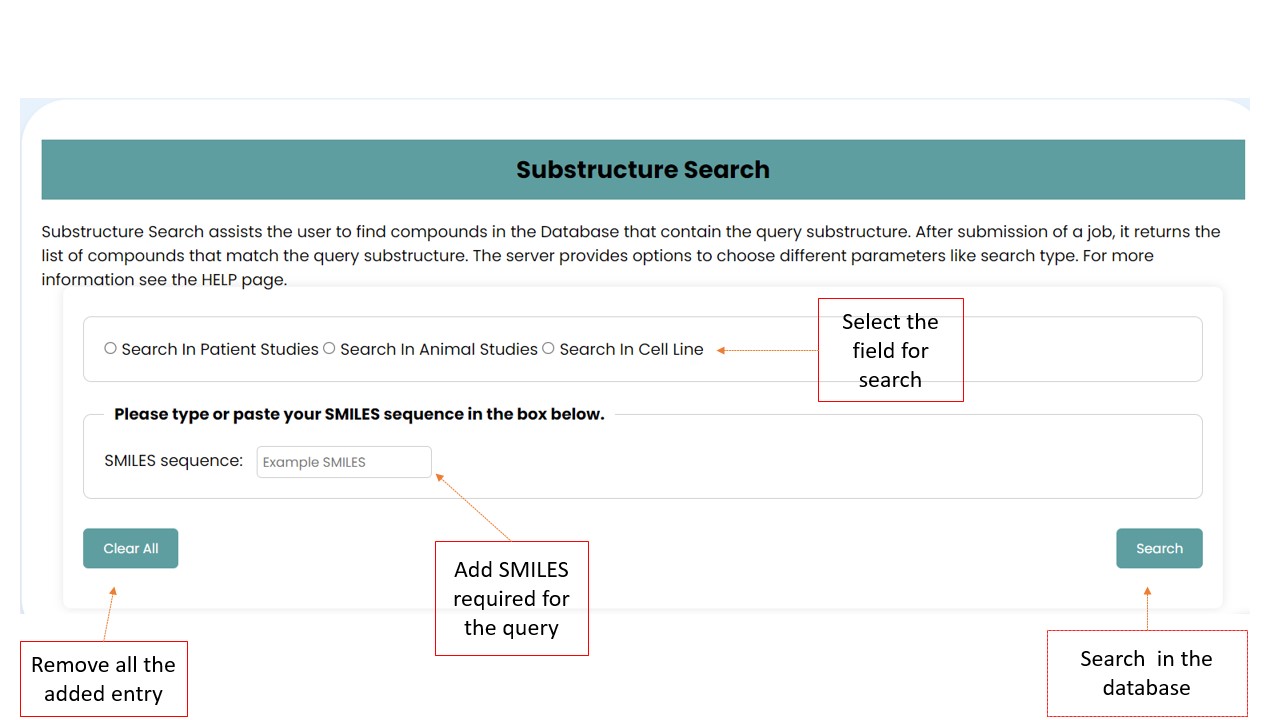 Substructure Search
Substructure Search assists the user to find compounds in the Database that contain the query substructure. After submission of a job, it returns the
list of compounds that match the query substructure. The server provides options to choose different parameters like search type. For more
information see the HELP page.
Search In Patient Studies Search In Animal Studies Search In Cell Line
Select the
field for
search
Please type or paste your SMILES sequence in the box below.
SMILES sequence: Example SMILES
Clear All
Search
Add SMILES
required for
the query
Remove all the
added entry
Search in the
database